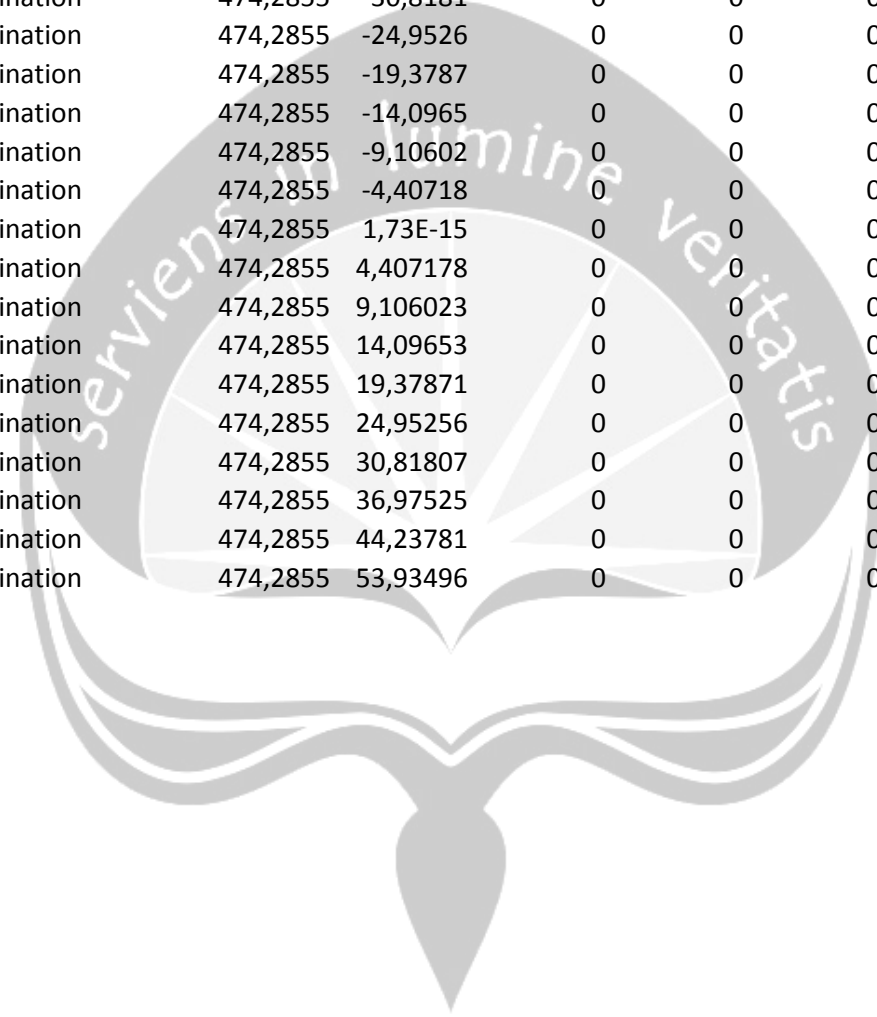 ination 474,2855 -24,9526 0 0 0
ination 474,2855 -19,3787 0 0 0
ination 474,2855 -14,0965 0 0 0
ination 474,2855 -9,10602 0 0 0
ination 474,2855 -4,40718 0 0 0
ination 474,2855 1,73E-15 0 0 0
ination 474,2855 4,407178 0 0 0
ination 474,2855 9,106023 0 0 0
ination 474,2855 14,09653 0 0 0
ination 474,2855 19,37871 0 0 0
ination 474,2855 24,95256 0 0 0
ination 474,2855 30,81807 0 0 0
ination 474,2855 36,97525 0 0 0
ination 474,2855 44,23781 0 0 0
ination 474,2855 53,93496 0 0 0
serviens in lumine veritatis